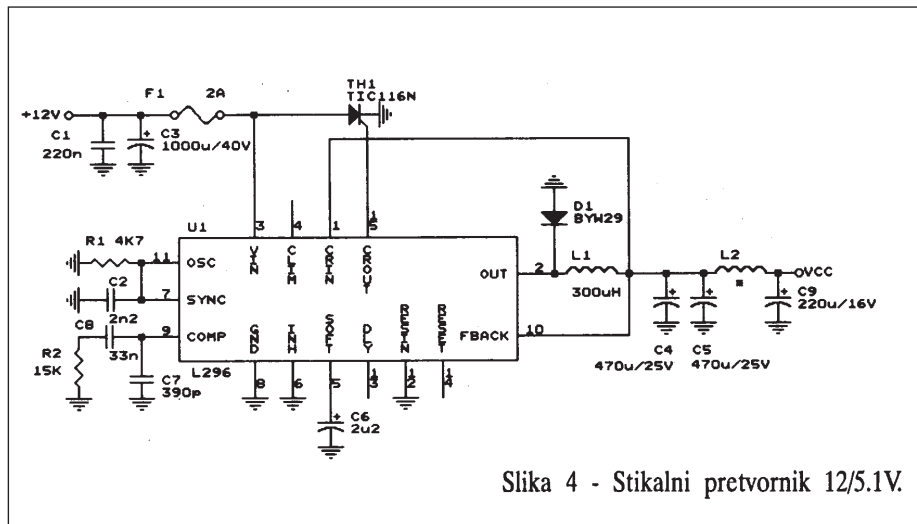 TH1
TIC116N
F1 2A
+12V
C1
220n
C3
1000u/40V
+
U1
3 4 1 15
VIN CLIM CRIN CROUT
R1 4K7
11 OSC
C2
2n2
7 SYNC
C8
33n
9 COMP
R2
15K
C7
390p
L296
GND INH SOFT DLY RESIN RESET
8 6 5 13 12 14
+
C6
2u2
D1
BYW29
OUT 2
L1
300uH
FBACK 10
L2
*
VCC
+ C4
470u/25V
+ C5
470u/25V
+ C9
220u/16V
Slika 4 - Stikalni pretvornik 12/5.1V.